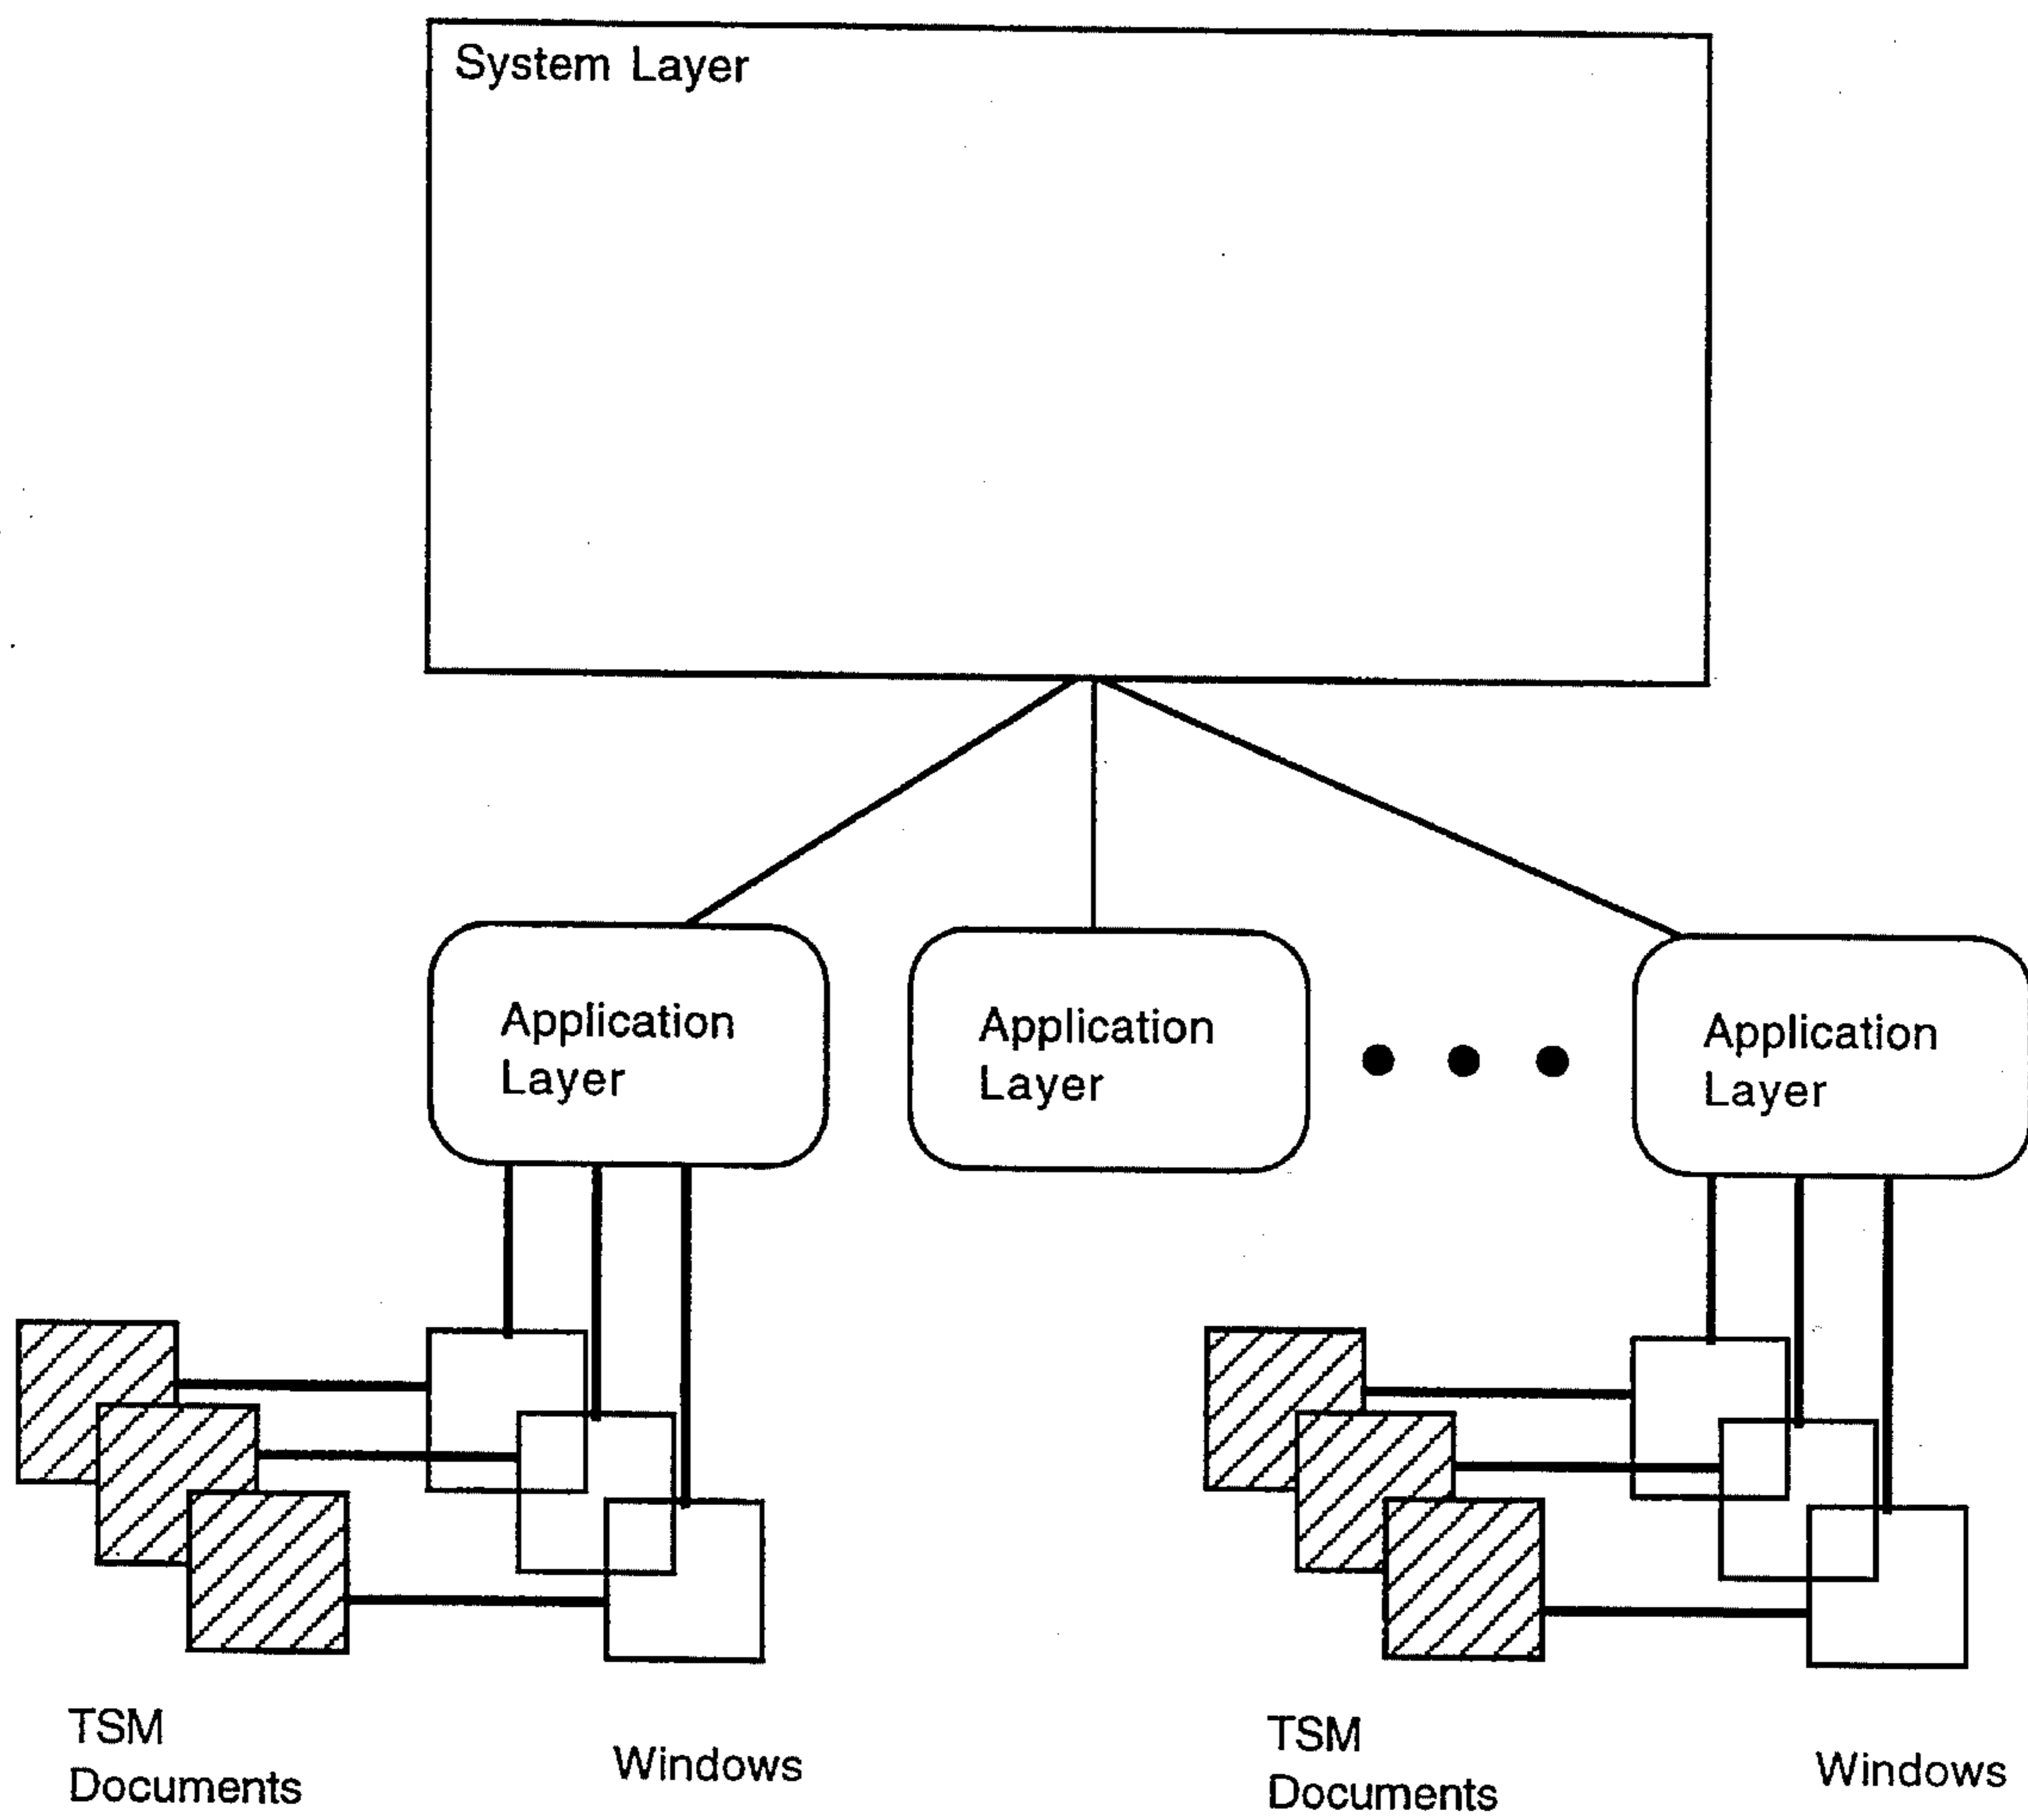 System Layer
Application
Layer
Application
Layer
Application
Layer
TSM
Documents
Windows
TSM
Documents
Windows